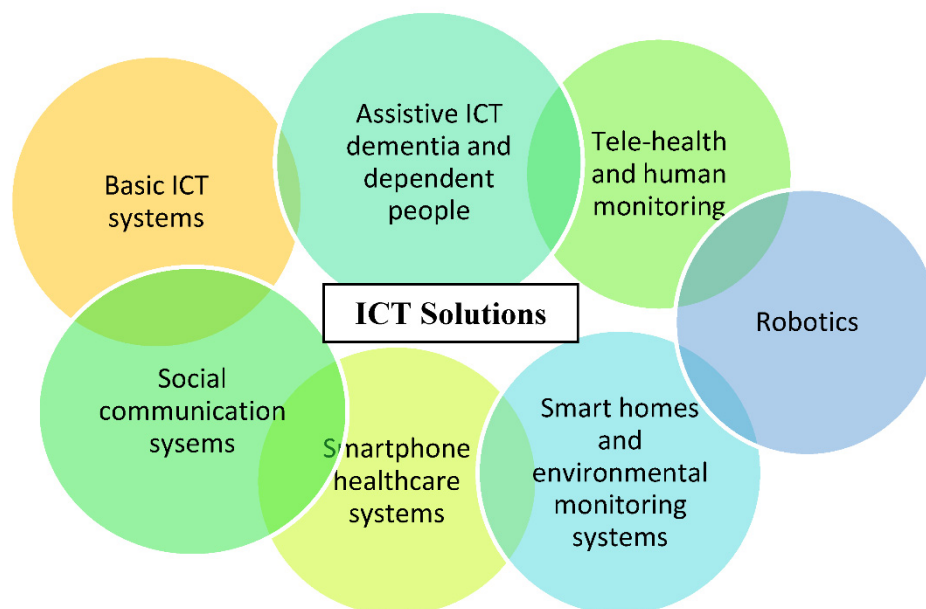 Assistive ICT
dementia and
dependent
people
Tele-health
and human
monitoring
Basic ICT
systems
ICT Solutions
Robotics
Social
communication
sysems
Smartphone
healthcare
systems
Smart homes
and
environmental
monitoring
systems